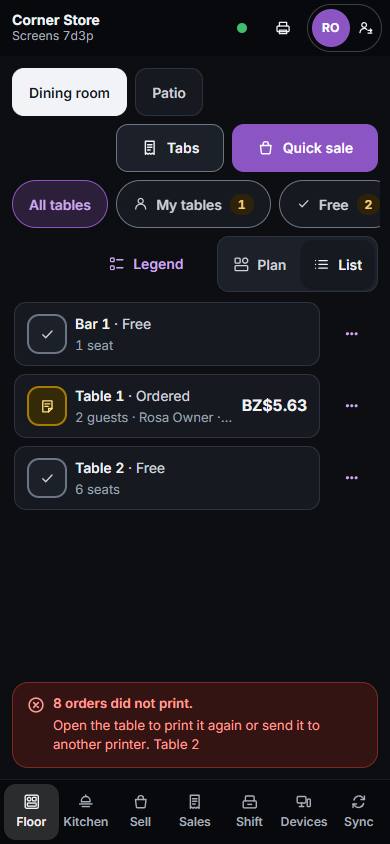 Corner Store
Screens 7d3p
RO
Dining room
Patio
Tabs
Quick sale
All tables
My tables 1
Free 2
Legend
Plan
List
Bar 1 · Free
1 seat
Table 1 · Ordered
2 guests · Rosa Owner ·...
BZ$5.63
Table 2 · Free
6 seats
8 orders did not print.
Open the table to print it again or send it to
another printer. Table 2
Floor
Kitchen
Sell
Sales
Shift
Devices
Sync